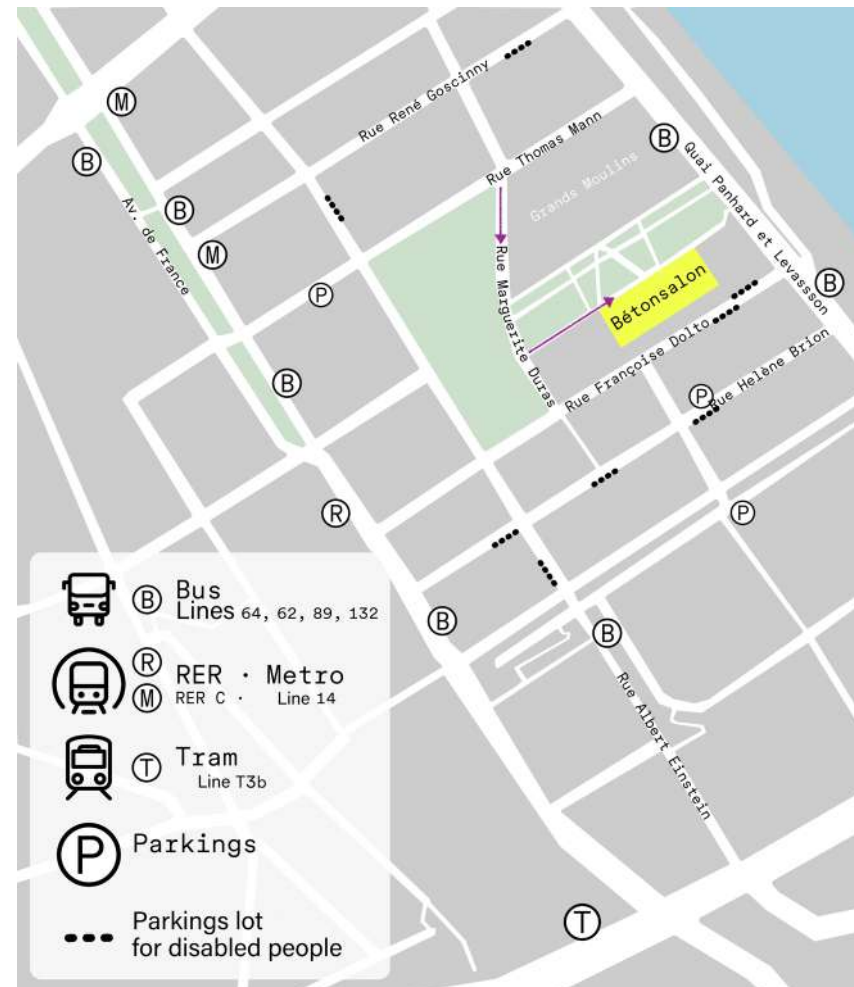 M
B
B
M
Av. de France
Rue René Goscinny
Rue Thomas Mann
Grands Moulins
B
Quai Panhard et Levassson
B
P
Rue Marguerite Duras
Bétonsalon
Rue Françoise Dolto
P
Rue Helène Brion
B
R
P
B
B
Rue Albert Einstein
T
B
Bus
Lines 64, 62, 89, 132
R
M
RER · Metro
RER C · Line 14
T
Tram
Line T3b
P
Parkings
Parkings lot
for disabled people